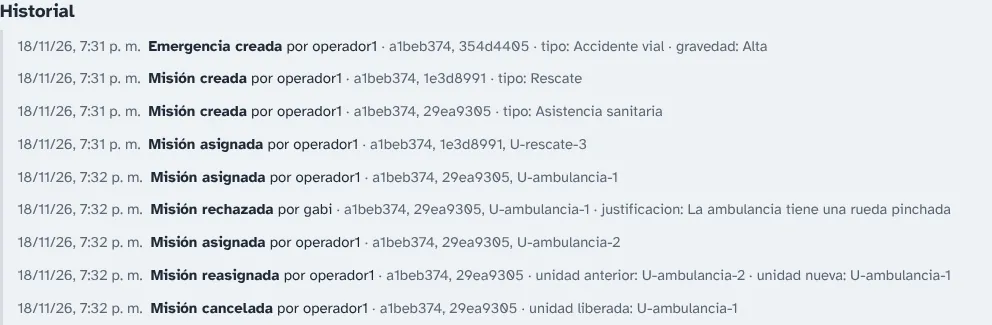 Historial
18/11/26, 7:31 p. m. Emergencia creada por operador1 · a1beb374, 354d4405 · tipo: Accidente vial · gravedad: Alta
18/11/26, 7:31 p. m. Misión creada por operador1 · a1beb374, 1e3d8991 · tipo: Rescate
18/11/26, 7:31 p. m. Misión creada por operador1 · a1beb374, 29ea9305 · tipo: Asistencia sanitaria
18/11/26, 7:31 p. m. Misión asignada por operador1 · a1beb374, 1e3d8991, U-rescate-3
18/11/26, 7:32 p. m. Misión asignada por operador1 · a1beb374, 29ea9305, U-ambulancia-1
18/11/26, 7:32 p. m. Misión rechazada por gabi · a1beb374, 29ea9305, U-ambulancia-1 · justificacion: La ambulancia tiene una rueda pinchada
18/11/26, 7:32 p. m. Misión asignada por operador1 · a1beb374, 29ea9305, U-ambulancia-2
18/11/26, 7:32 p. m. Misión reasignada por operador1 · a1beb374, 29ea9305 · unidad anterior: U-ambulancia-2 · unidad nueva: U-ambulancia-1
18/11/26, 7:32 p. m. Misión cancelada por operador1 · a1beb374, 29ea9305 · unidad liberada: U-ambulancia-1